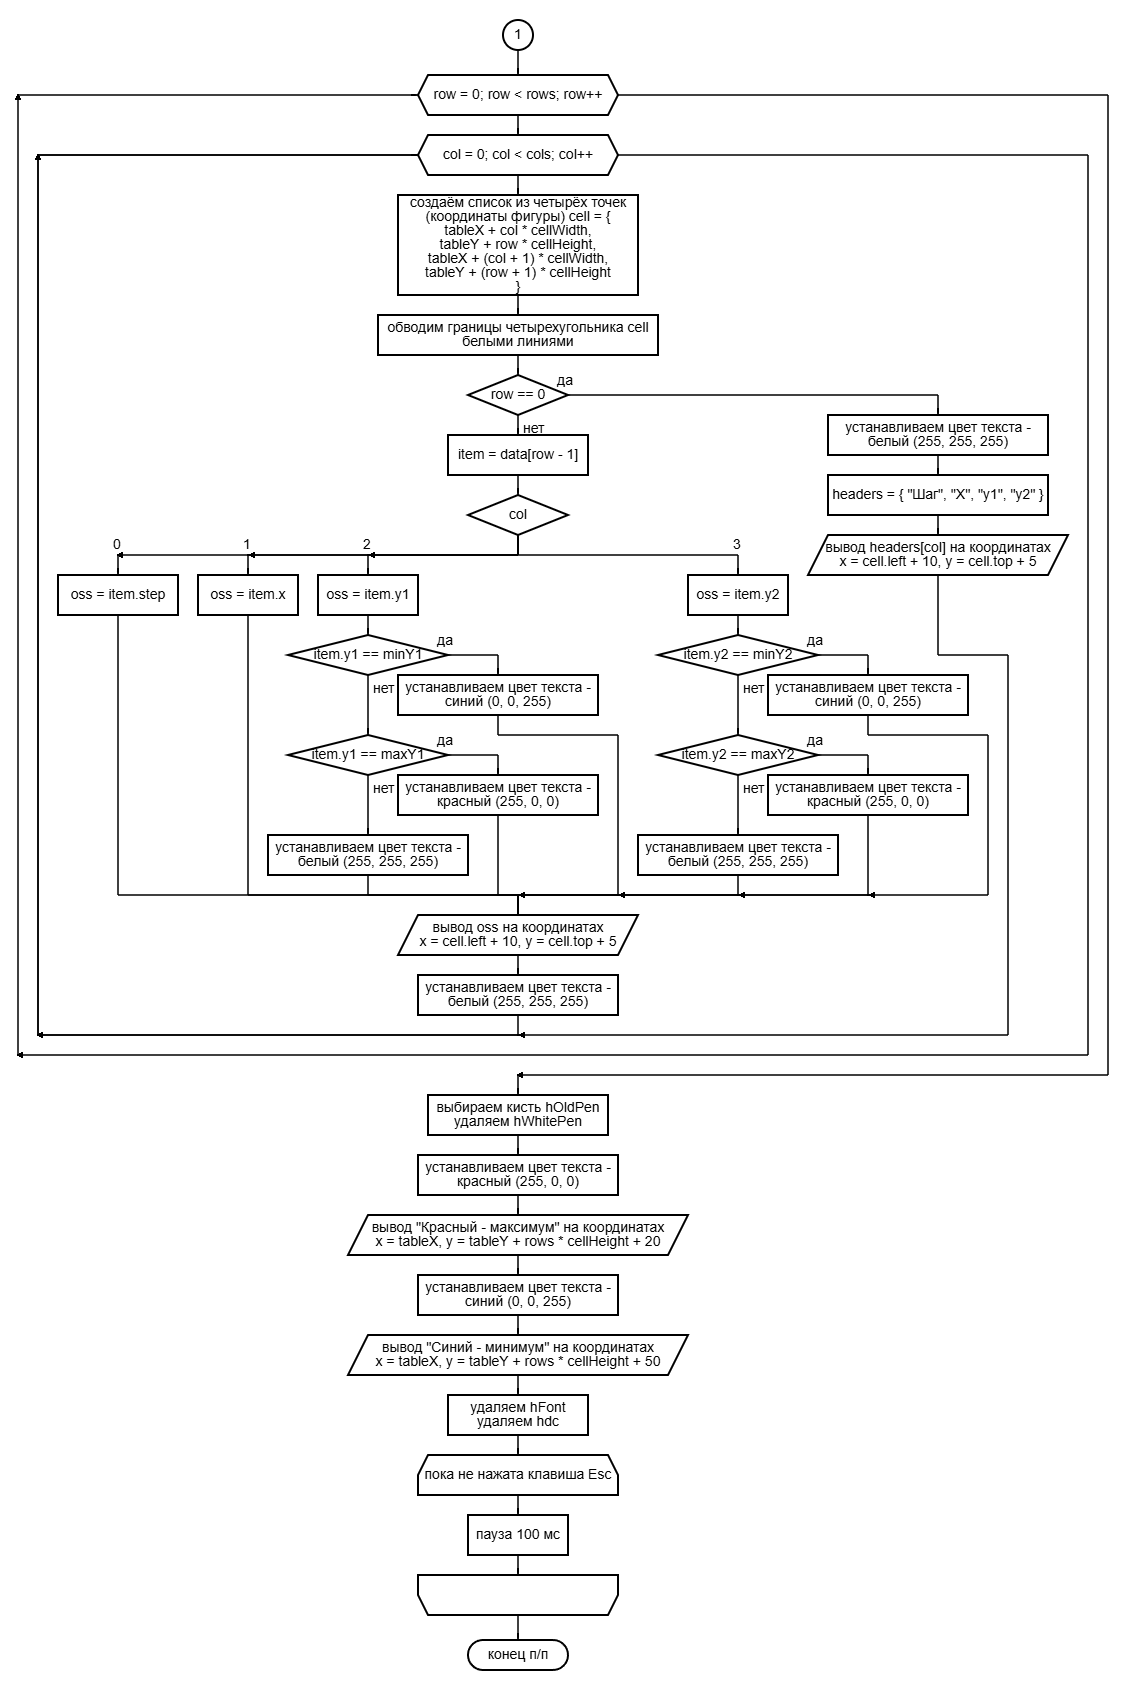 1
row = 0; row < rows; row++
col = 0; col < cols; col++
создаём список из четырёх точек
(координаты фигуры) cell = {
tableX + col * cellWidth,
tableY + row * cellHeight,
tableX + (col + 1) * cellWidth,
tableY + (row + 1) * cellHeight
}
обводим границы четырехугольника cell
белыми линиями
row == 0
да
нет
устанавливаем цвет текста -
белый (255, 255, 255)
item = data[row - 1]
headers = { "Шаг", "X", "y1", "y2" }
col
вывод headers[col] на координатах
x = cell.left + 10, y = cell.top + 5
0
1
2
3
oss = item.step
oss = item.x
oss = item.y1
oss = item.y2
item.y1 == minY1
да
нет
устанавливаем цвет текста -
синий (0, 0, 255)
item.y2 == minY2
да
нет
устанавливаем цвет текста -
синий (0, 0, 255)
item.y1 == maxY1
да
нет
устанавливаем цвет текста -
красный (255, 0, 0)
item.y2 == maxY2
да
нет
устанавливаем цвет текста -
красный (255, 0, 0)
устанавливаем цвет текста -
белый (255, 255, 255)
устанавливаем цвет текста -
белый (255, 255, 255)
вывод oss на координатах
x = cell.left + 10, y = cell.top + 5
устанавливаем цвет текста -
белый (255, 255, 255)
выбираем кисть hOldPen
удаляем hWhitePen
устанавливаем цвет текста -
красный (255, 0, 0)
вывод "Красный - максимум" на координатах
x = tableX, y = tableY + rows * cellHeight + 20
устанавливаем цвет текста -
синий (0, 0, 255)
вывод "Синий - минимум" на координатах
x = tableX, y = tableY + rows * cellHeight + 50
удаляем hFont
удаляем hdc
пока не нажата клавиша Esc
пауза 100 мс
конец п/п